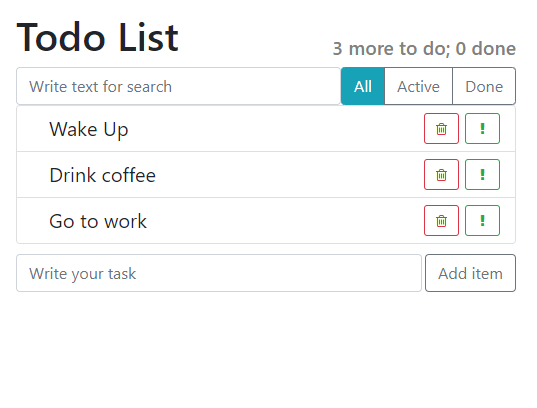 Todo List
3 more to do; 0 done
Write text for search
All
Active
Done
Wake Up
!
Drink coffee
!
Go to work
!
Write your task
Add item